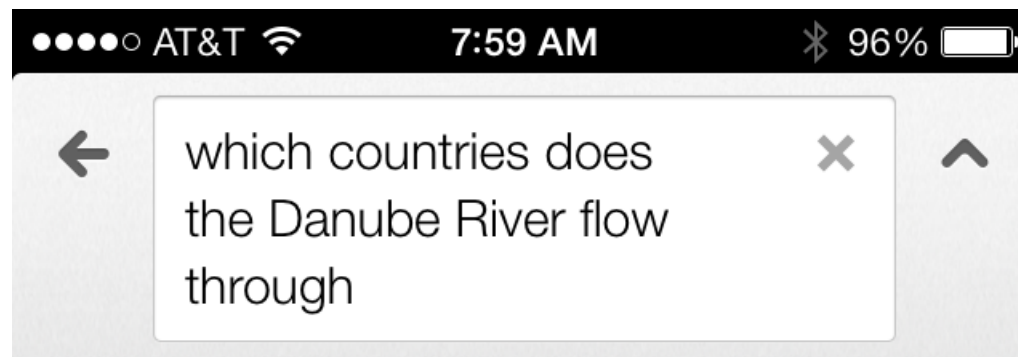 AT&T 7:59 AM 96%
which countries does
the Danube River flow
through